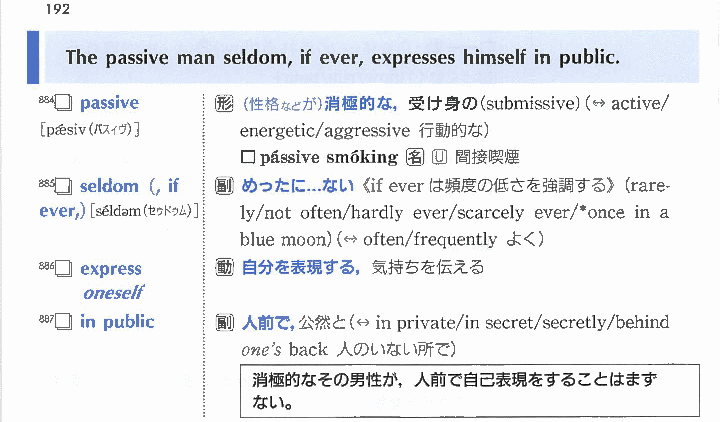 192
The passive man seldom, if ever, expresses himself in public.
884□ passive
[pǽsiv(パスィヴ)]
形 (性格などが)消極的な, 受け身の(submissive)(↔ active/
energetic/aggressive 行動的な)
□ pássive smóking 名 U 間接喫煙
885□ seldom (, if
ever,) [séldəm(セゥドゥム)]
副 めったに…ない《if ever は頻度の低さを強調する》(rare-
ly/not often/hardly ever/scarcely ever/*once in a
blue moon)(↔ often/frequently よく)
886□ express
oneself
動 自分を表現する, 気持ちを伝える
887□ in public
副 人前で, 公然と(↔ in private/in secret/secretly/behind
one's back 人のいない所で)
消極的なその男性が, 人前で自己表現をすることはまず
ない。